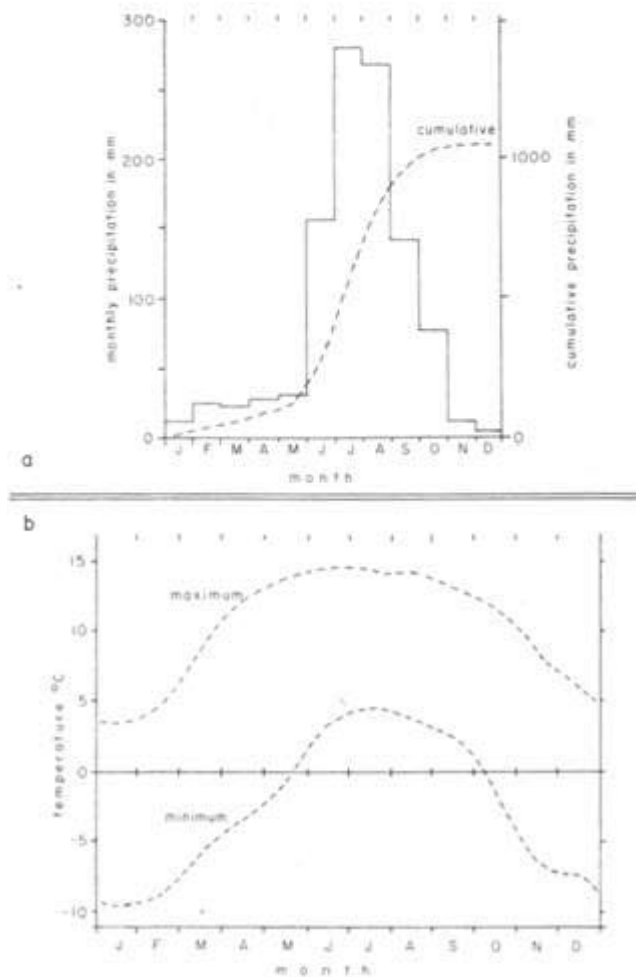 300
200
100
0
monthly precipitation in mm
cumulative
1000
0
cumulative precipitation in mm
J F M A M J J A S O N D
month
a
b
15
10
5
0
-5
-10
temperature °C
maximum
minimum
J F M A M J J A S O N D
month